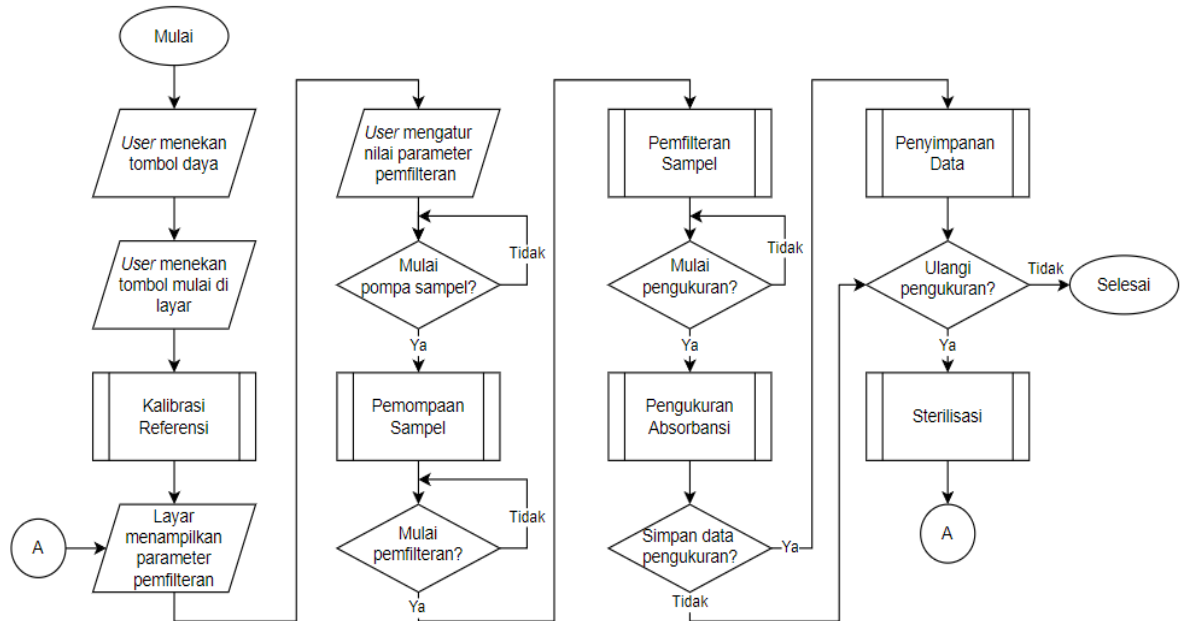 Mulai
User menekan
tombol daya
User menekan
tombol mulai di
layar
Kalibrasi
Referensi
A
Layar
menampilkan
parameter
pemfilteran
User mengatur
nilai parameter
pemfilteran
Tidak
Mulai
pompa sampel?
Ya
Pemompaan
Sampel
Tidak
Mulai
pemfilteran?
Ya
Pemfilteran
Sampel
Tidak
Mulai
pengukuran?
Ya
Pengukuran
Absorbansi
Simpan data
pengukuran?
Ya
Tidak
Penyimpanan
Data
Ulangi
pengukuran?
Tidak
Selesai
Ya
Sterilisasi
A